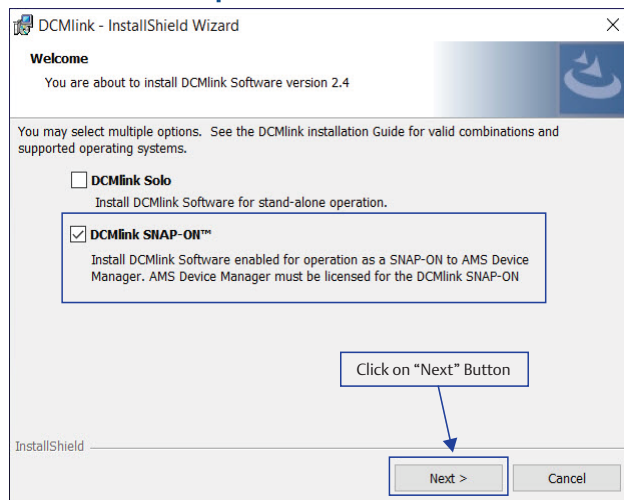 DCMlink - InstallShield Wizard
Welcome
You are about to install DCMlink Software version 2.4
You may select multiple options. See the DCMlink installation Guide for valid combinations and
supported operating systems.
DCMlink Solo
Install DCMlink Software for stand-alone operation.
DCMlink SNAP-ON™
Install DCMlink Software enabled for operation as a SNAP-ON to AMS Device
Manager. AMS Device Manager must be licensed for the DCMlink SNAP-ON
Click on “Next” Button
InstallShield
Next >
Cancel